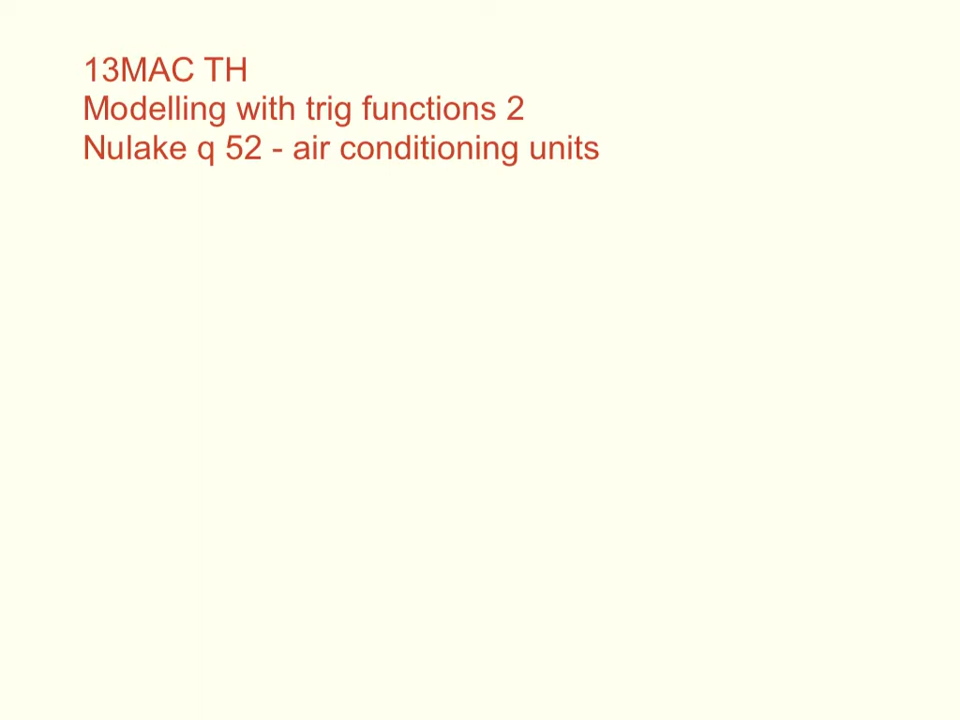 13MAC TH
Modelling with trig functions 2
Nulake q 52 - air conditioning units